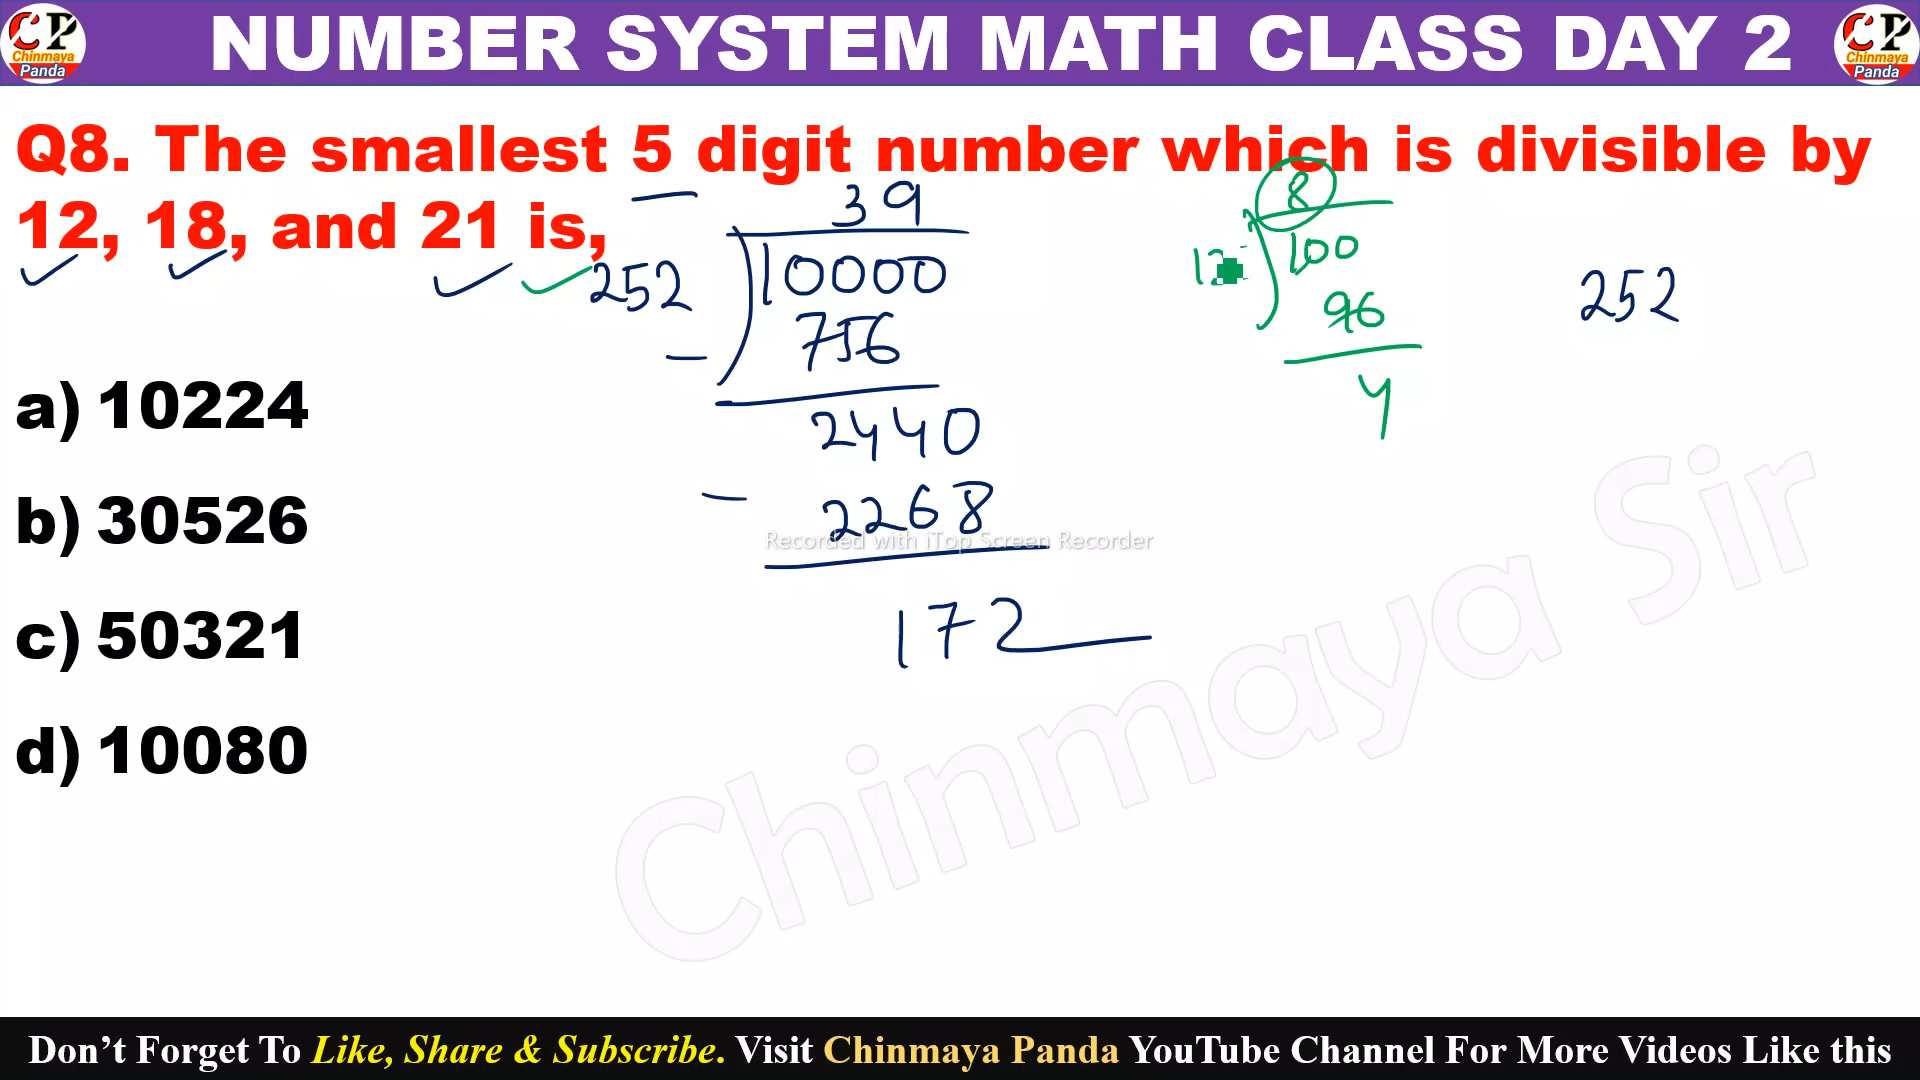 CP Chinmaya Panda NUMBER SYSTEM MATH CLASS DAY 2 CP Chinmaya Panda
Q8. The smallest 5 digit number which is divisible by
12, 18, and 21 is,
39
252 10000
756
2440
2268
172
8
100
96
4
252
a) 10224
b) 30526
c) 50321
d) 10080
Recorded with iTop Screen Recorder
Chinmaya Sir
Don’t Forget To Like, Share & Subscribe. Visit Chinmaya Panda YouTube Channel For More Videos Like this